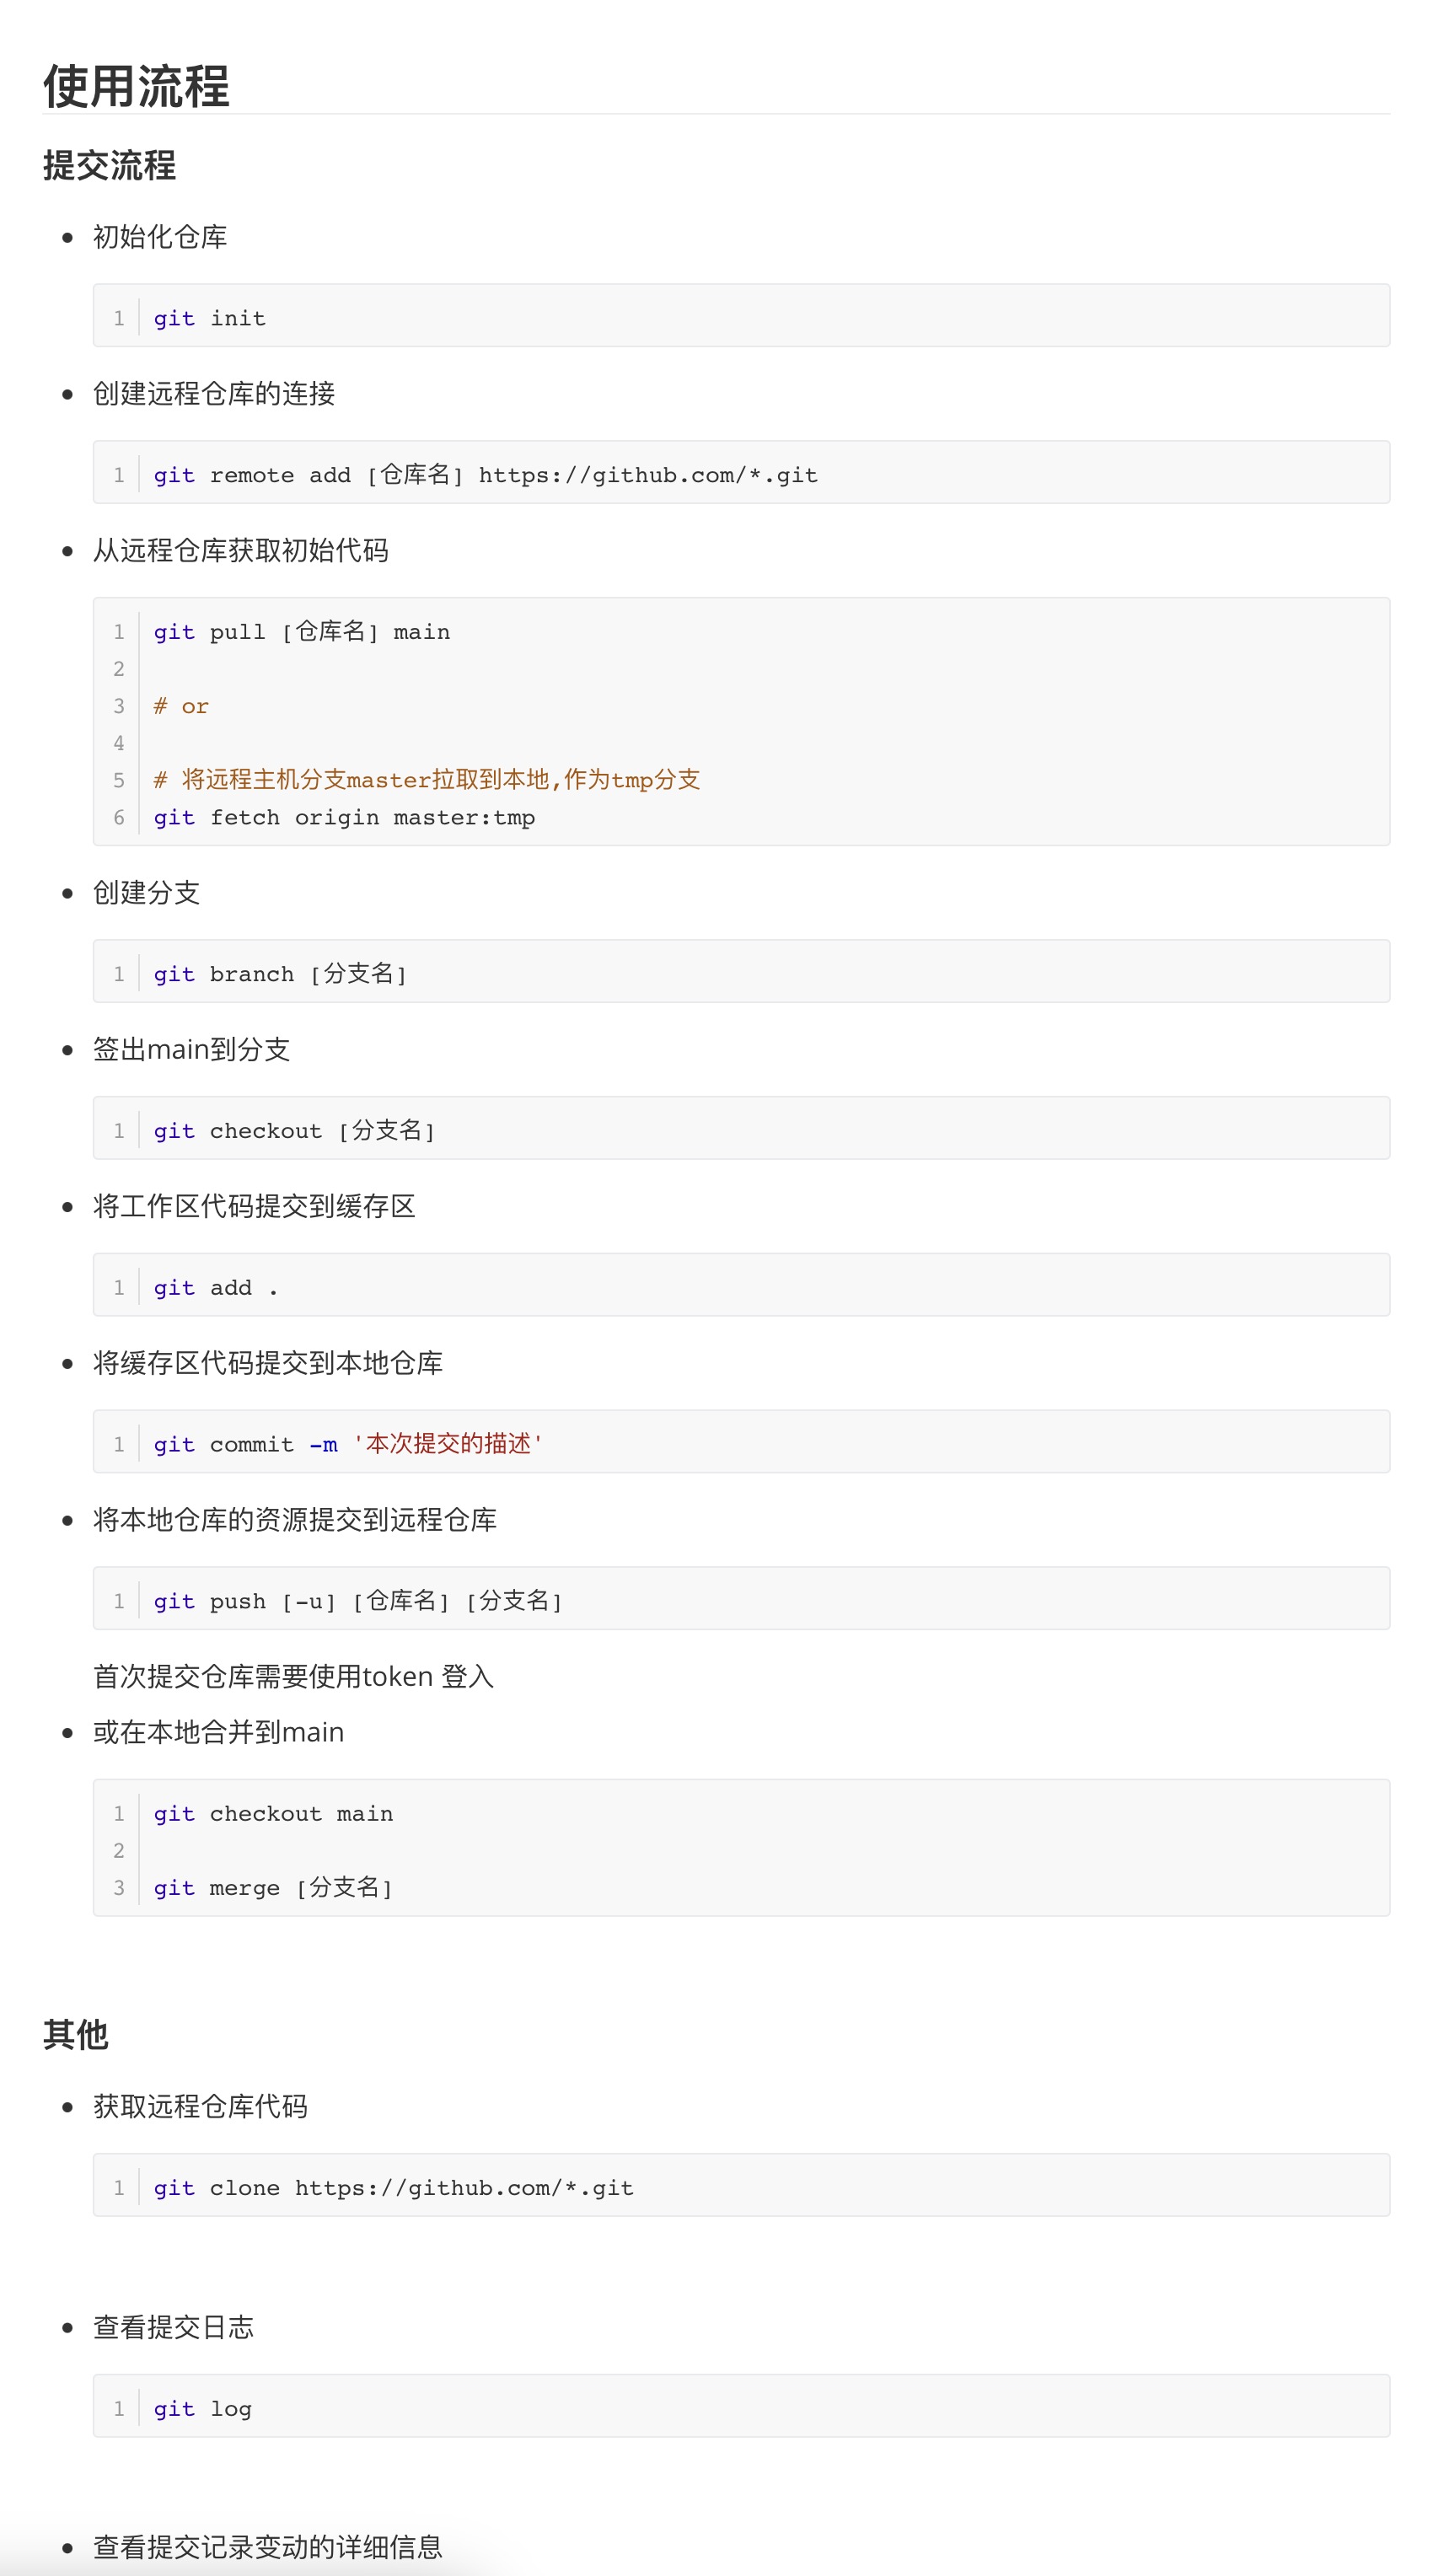 使用流程
提交流程
初始化仓库
1 git init
创建远程仓库的连接
1 git remote add [仓库名] https://github.com/*.git
从远程仓库获取初始代码
1 git pull [仓库名] main
2
3 # or
4
5 # 将远程主机分支master拉取到本地,作为tmp分支
6 git fetch origin master:tmp
创建分支
1 git branch [分支名]
签出main到分支
1 git checkout [分支名]
将工作区代码提交到缓存区
1 git add .
将缓存区代码提交到本地仓库
1 git commit -m '本次提交的描述'
将本地仓库的资源提交到远程仓库
1 git push [-u] [仓库名] [分支名]
首次提交仓库需要使用token 登入
或在本地合并到main
1 git checkout main
2
3 git merge [分支名]
其他
获取远程仓库代码
1 git clone https://github.com/*.git
查看提交日志
1 git log
查看提交记录变动的详细信息